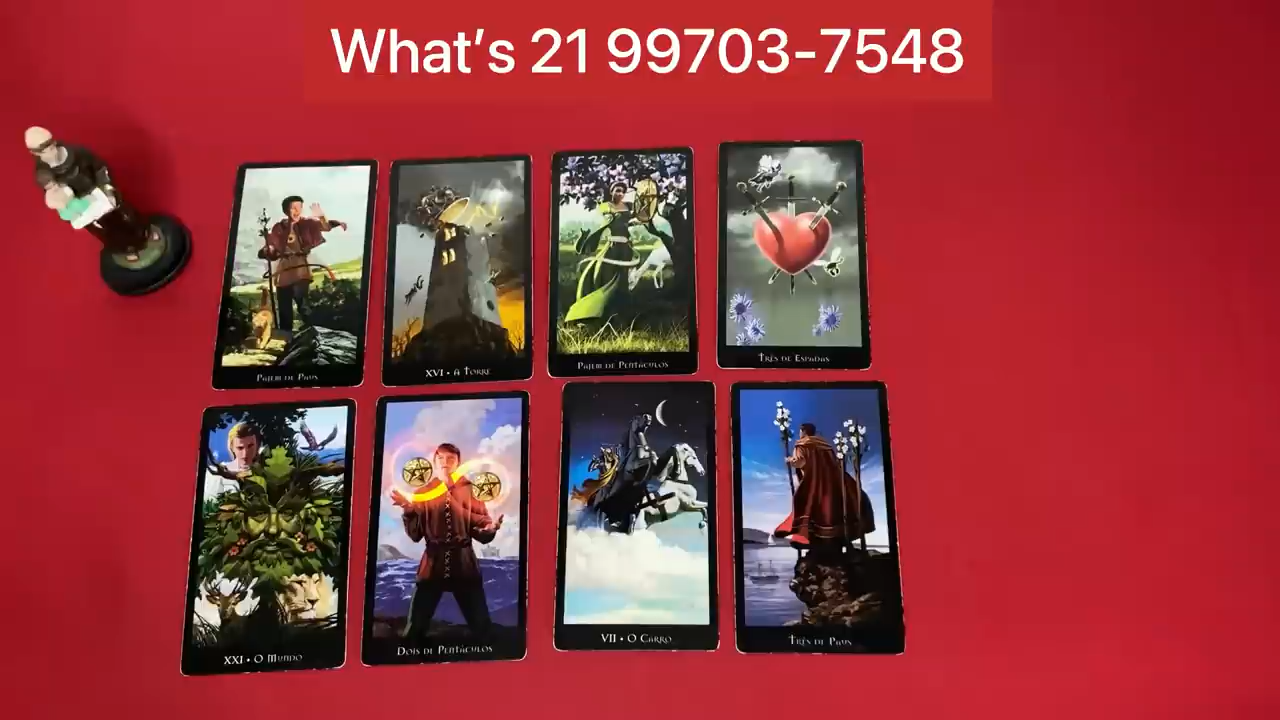 What’s 21 99703-7548
Pajem de Paus
XVI • A Torre
Pajem de Pentáculos
Três de Espadas
XXI • O Mundo
Dois de Pentáculos
VII • O Carro
Três de Paus